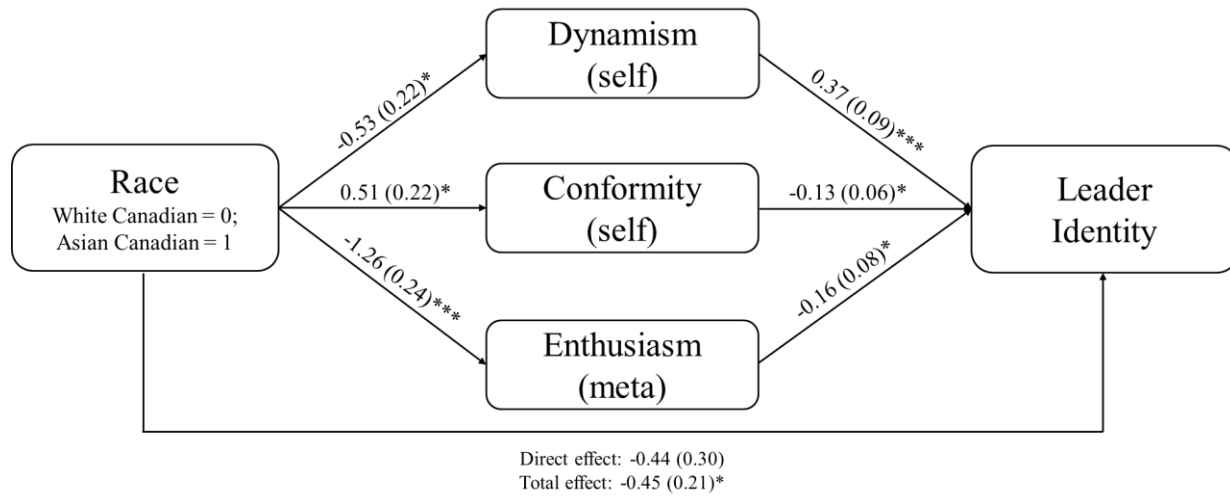 Dynamism
(self)
-0.53 (0.22)*
0.37 (0.09)***
Race
White Canadian = 0;
Asian Canadian = 1
0.51 (0.22)*
Conformity
(self)
-0.13 (0.06)*
Leader
Identity
-1.26 (0.24)***
-0.16 (0.08)*
Enthusiasm
(meta)
Direct effect: -0.44 (0.30)
Total effect: -0.45 (0.21)*